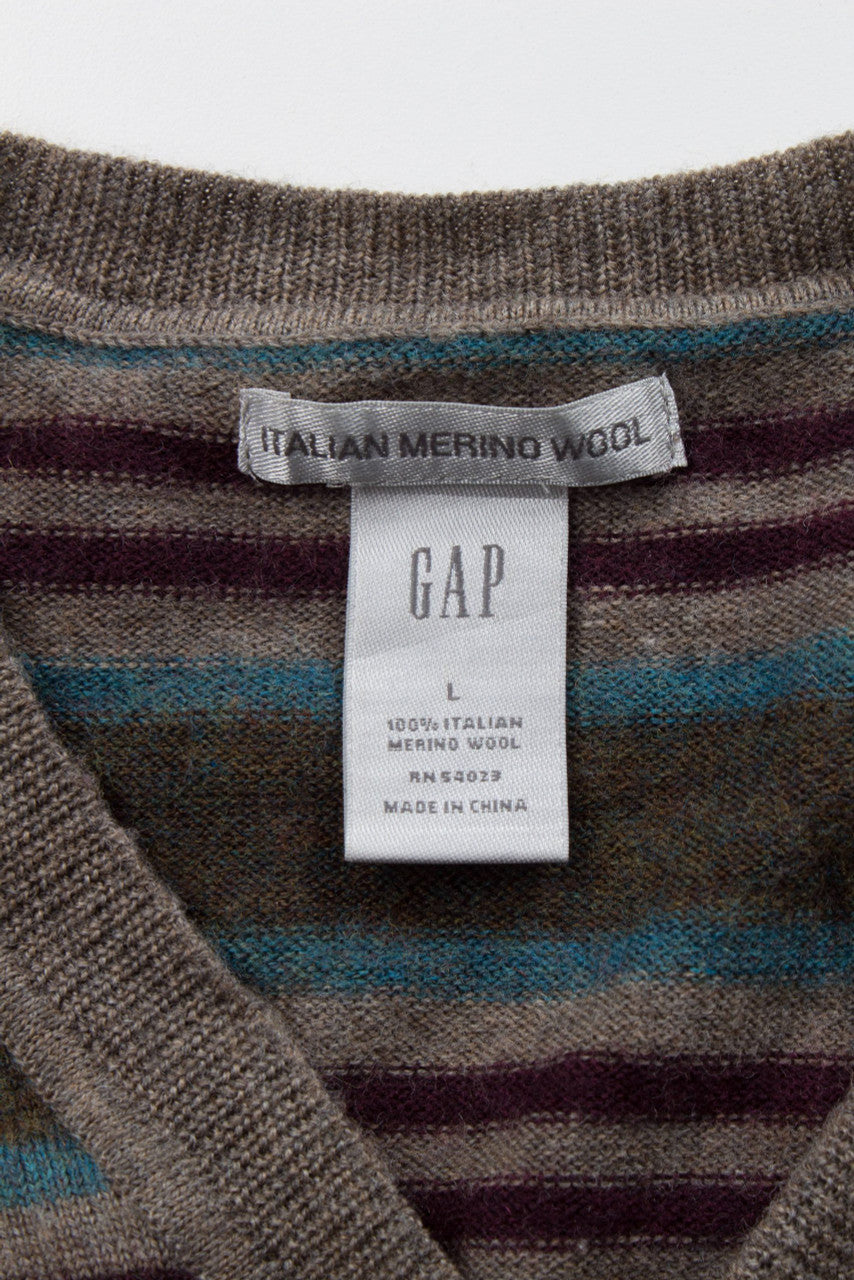 ITALIAN MERINO WOOL
GAP
L
100% ITALIAN
MERINO WOOL
RN 54023
MADE IN CHINA